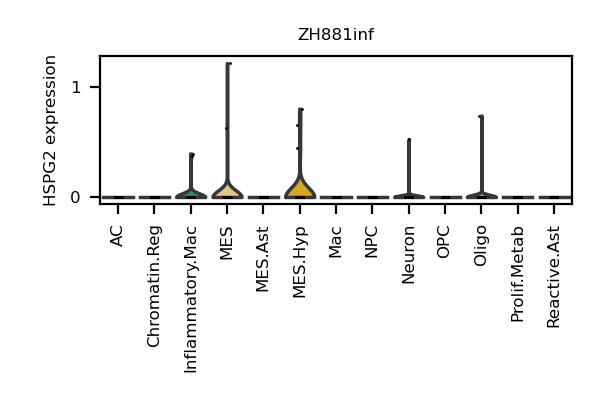 ZH881inf
HSPG2 expression
1
0
AC
Chromatin.Reg
Inflammatory.Mac
MES
MES.Ast
MES.Hyp
Mac
NPC
Neuron
OPC
Oligo
Prolif.Metab
Reactive.Ast